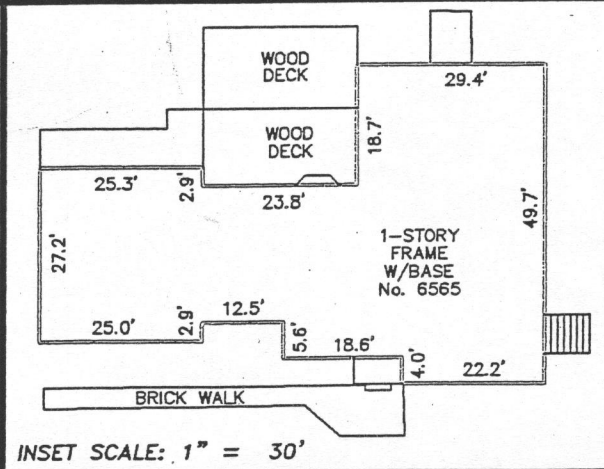 WOOD
DECK
29.4'
WOOD
DECK
18.7'
25.3'
2.9'
23.8'
49.7'
27.2'
1-STORY
FRAME
W/BASE
No. 6565
12.5'
25.0'
2.9'
5.6'
18.6'
4.0'
22.2'
BRICK WALK
INSET SCALE: 1" = 30'